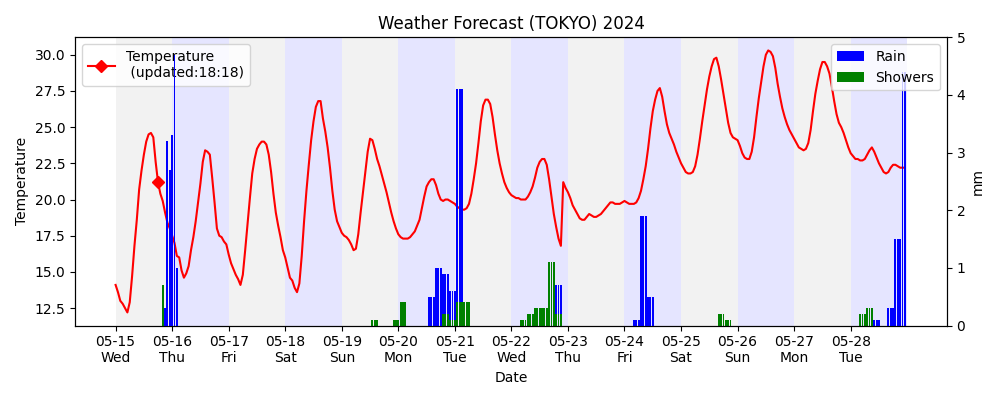 Weather Forecast (TOKYO) 2024
Temperature
(updated:18:18)
Rain
Showers
30.0
27.5
25.0
22.5
20.0
17.5
15.0
12.5
Temperature
5
4
3
2
1
0
mm
05-15 05-16 05-17 05-18 05-19 05-20 05-21 05-22 05-23 05-24 05-25 05-26 05-27 05-28
Wed Thu Fri Sat Sun Mon Tue Wed Thu Fri Sat Sun Mon Tue
Date